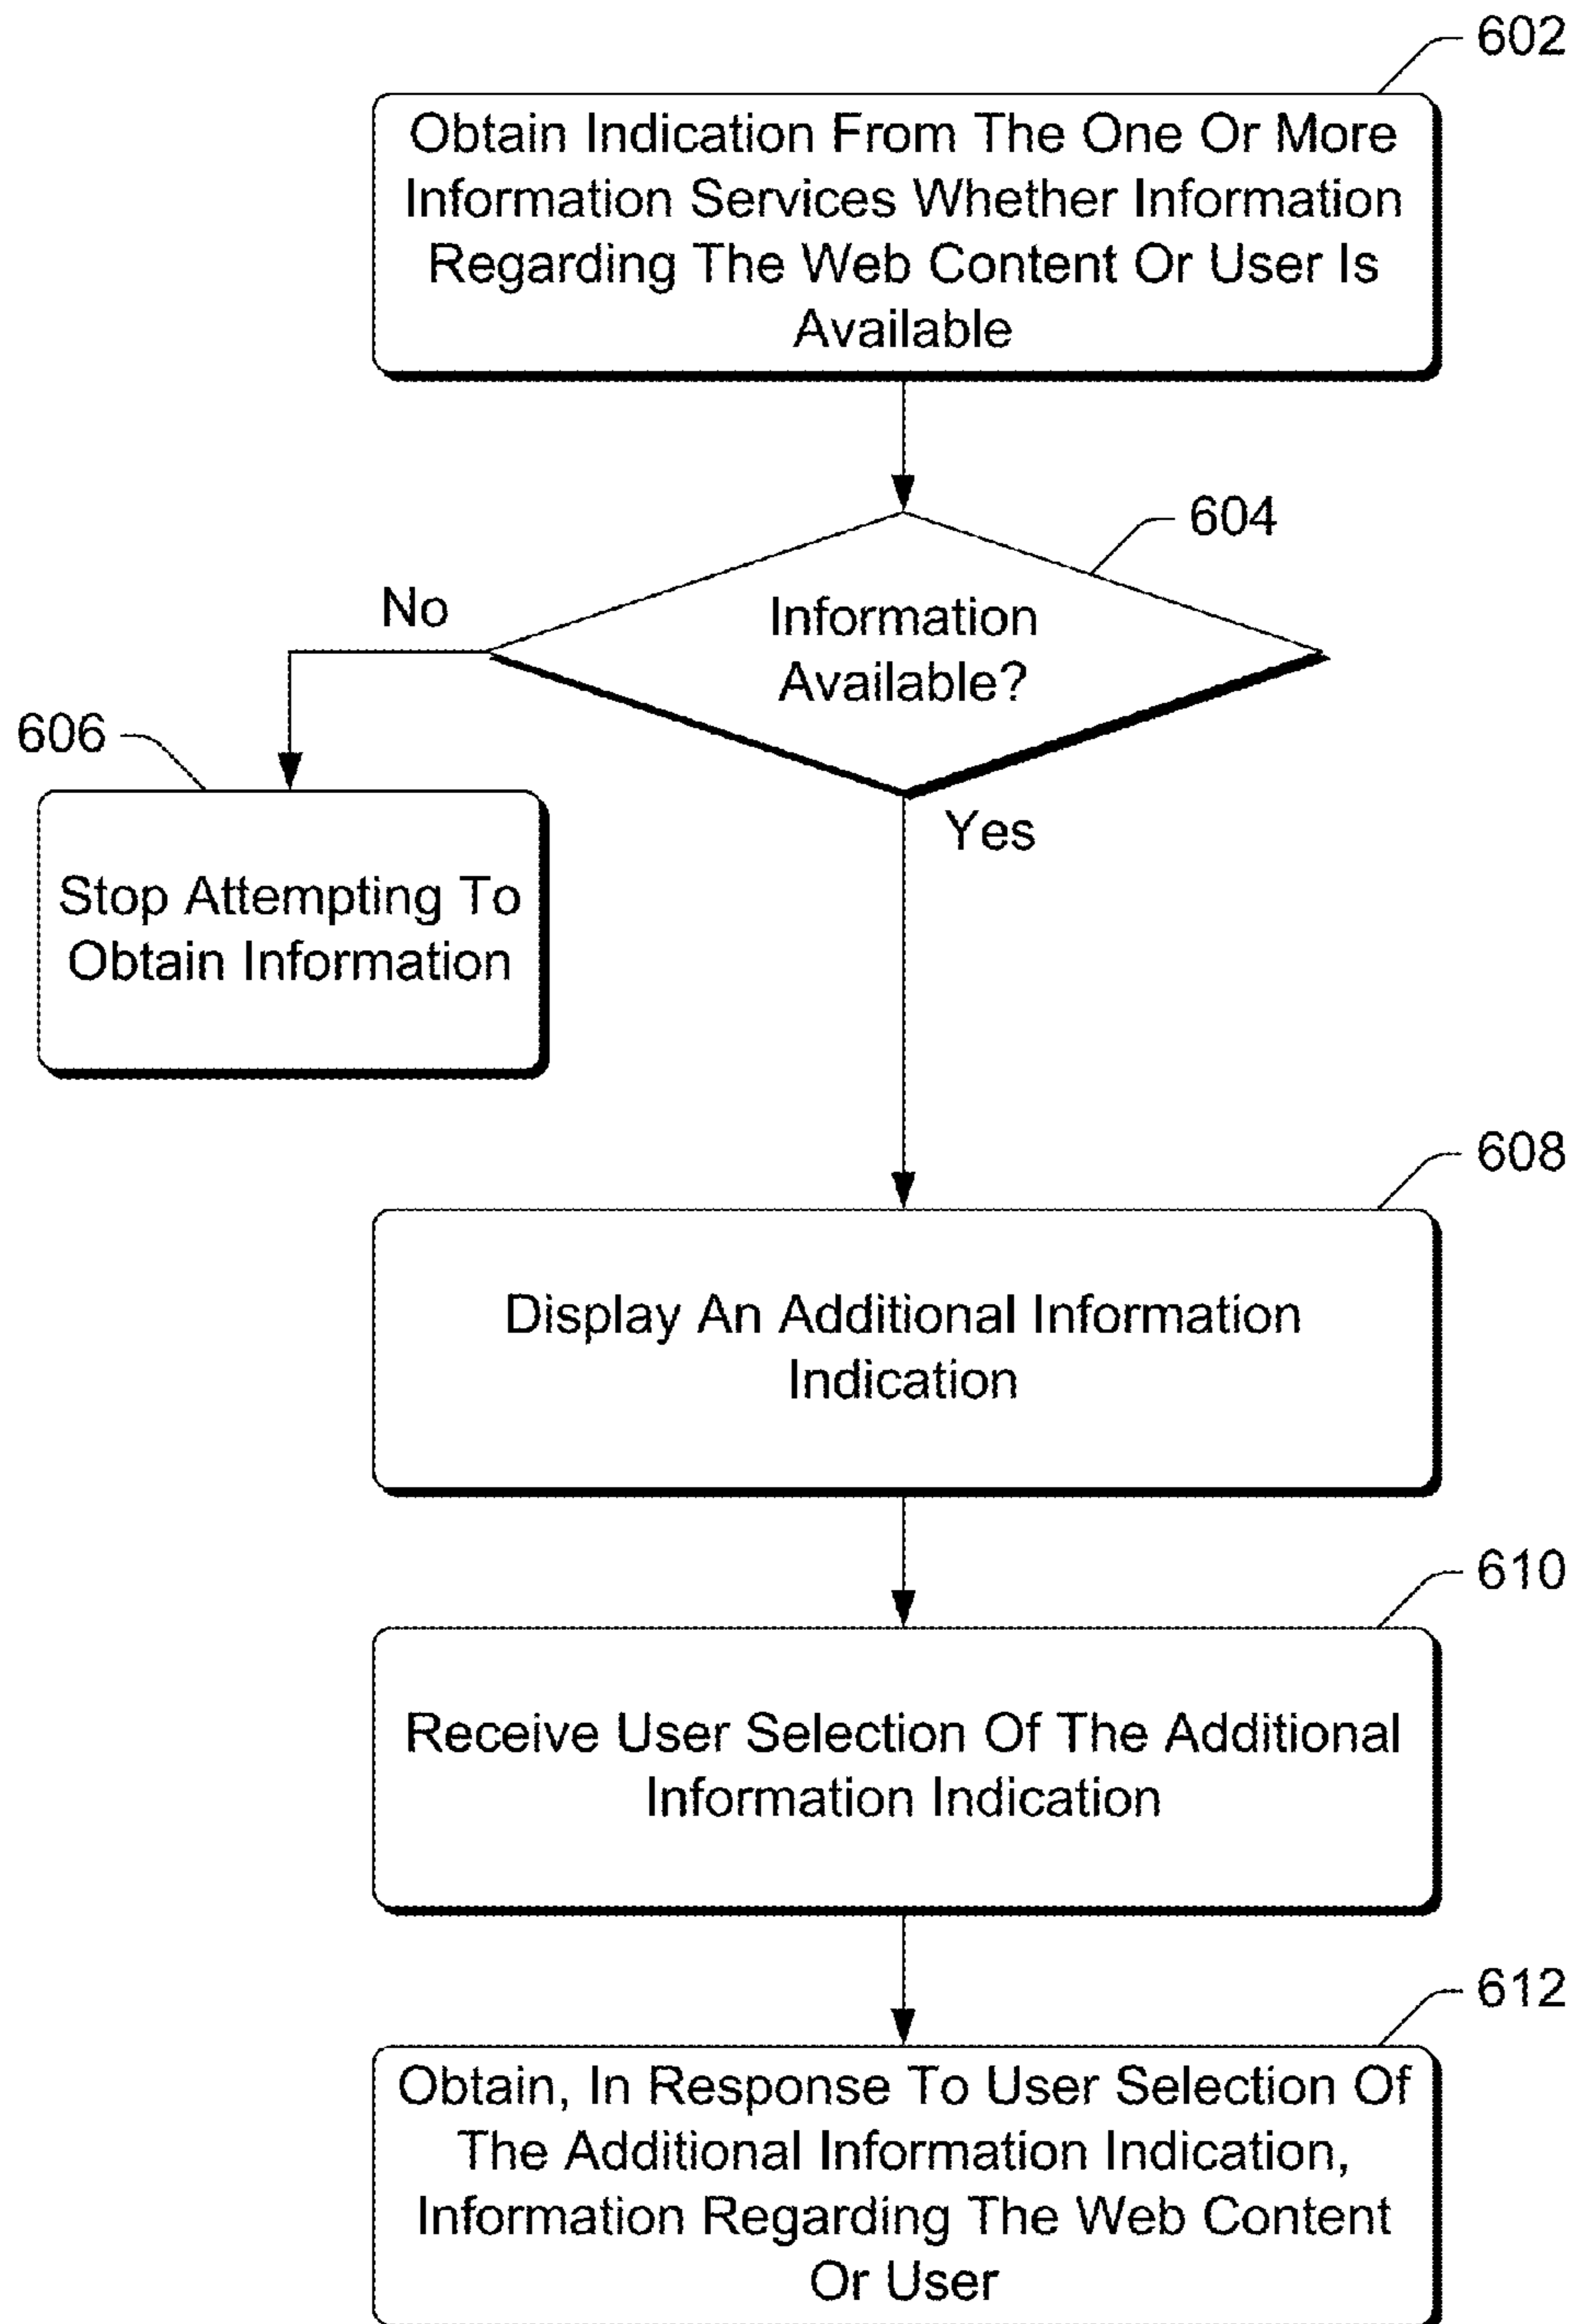 602
Obtain Indication From The One Or More
Information Services Whether Information
Regarding The Web Content Or User Is
Available
604
No
Information
Available?
606
Yes
Stop Attempting To
Obtain Information
608
Display An Additional Information
Indication
610
Receive User Selection Of The Additional
Information Indication
612
Obtain, In Response To User Selection Of
The Additional Information Indication,
Information Regarding The Web Content
Or User